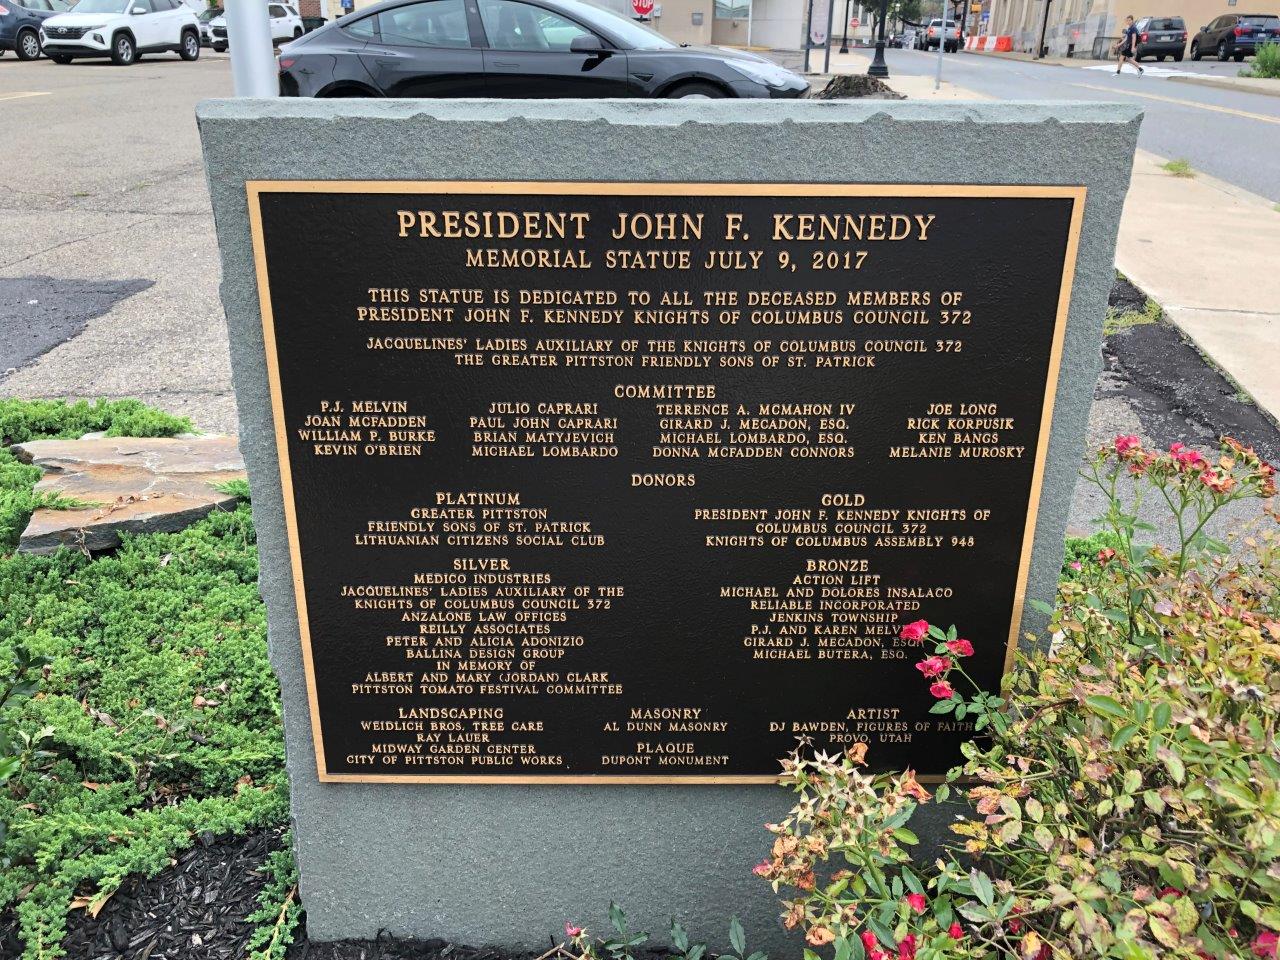 STOP
PRESIDENT JOHN F. KENNEDY
MEMORIAL STATUE JULY 9, 2017
THIS STATUE IS DEDICATED TO ALL THE DECEASED MEMBERS OF
PRESIDENT JOHN F. KENNEDY KNIGHTS OF COLUMBUS COUNCIL 372
JACQUELINES' LADIES AUXILIARY OF THE KNIGHTS OF COLUMBUS COUNCIL 372
THE GREATER PITTSTON FRIENDLY SONS OF ST. PATRICK
COMMITTEE
P.J. MELVIN
JOAN MCFADDEN
WILLIAM P. BURKE
KEVIN O'BRIEN
JULIO CAPRARI
PAUL JOHN CAPRARI
BRIAN MATYJEVICH
MICHAEL LOMBARDO
TERRENCE A. MCMAHON IV
GIRARD J. MECADON, ESQ.
MICHAEL LOMBARDO, ESQ.
DONNA MCFADDEN CONNORS
JOE LONG
RICK KORPUSIK
KEN BANGS
MELANIE MUROSKY
DONORS
PLATINUM
GREATER PITTSTON
FRIENDLY SONS OF ST. PATRICK
LITHUANIAN CITIZENS SOCIAL CLUB
GOLD
PRESIDENT JOHN F. KENNEDY KNIGHTS OF
COLUMBUS COUNCIL 372
KNIGHTS OF COLUMBUS ASSEMBLY 948
SILVER
MEDICO INDUSTRIES
JACQUELINES' LADIES AUXILIARY OF THE
KNIGHTS OF COLUMBUS COUNCIL 372
ANZALONE LAW OFFICES
REILLY ASSOCIATES
PETER AND ALICIA ADONIZIO
BALLINA DESIGN GROUP
IN MEMORY OF
ALBERT AND MARY (JORDAN) CLARK
PITTSTON TOMATO FESTIVAL COMMITTEE
BRONZE
ACTION LIFT
MICHAEL AND DOLORES INSALACO
RELIABLE INCORPORATED
JENKINS TOWNSHIP
P.J. AND KAREN MELVIN
GIRARD J. MECADON, ESQ.
MICHAEL BUTERA, ESQ.
LANDSCAPING
WEIDLICH BROS. TREE CARE
RAY LAUER
MIDWAY GARDEN CENTER
CITY OF PITTSTON PUBLIC WORKS
MASONRY
AL DUNN MASONRY
PLAQUE
DUPONT MONUMENT
ARTIST
DJ BAWDEN, FIGURES OF FAITH
PROVO, UTAH